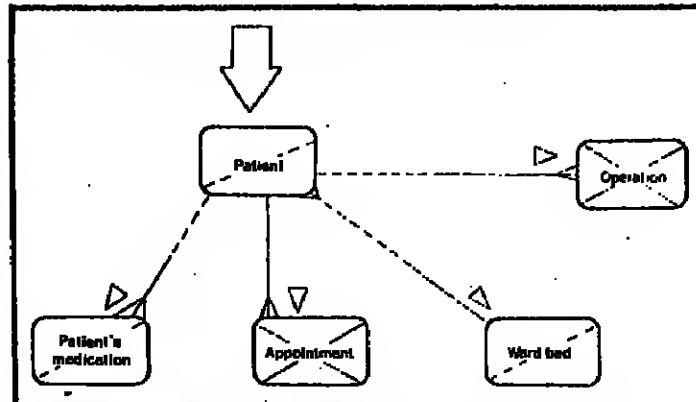 Patient
Operation
Patient's
medication
Appointment
Ward bed